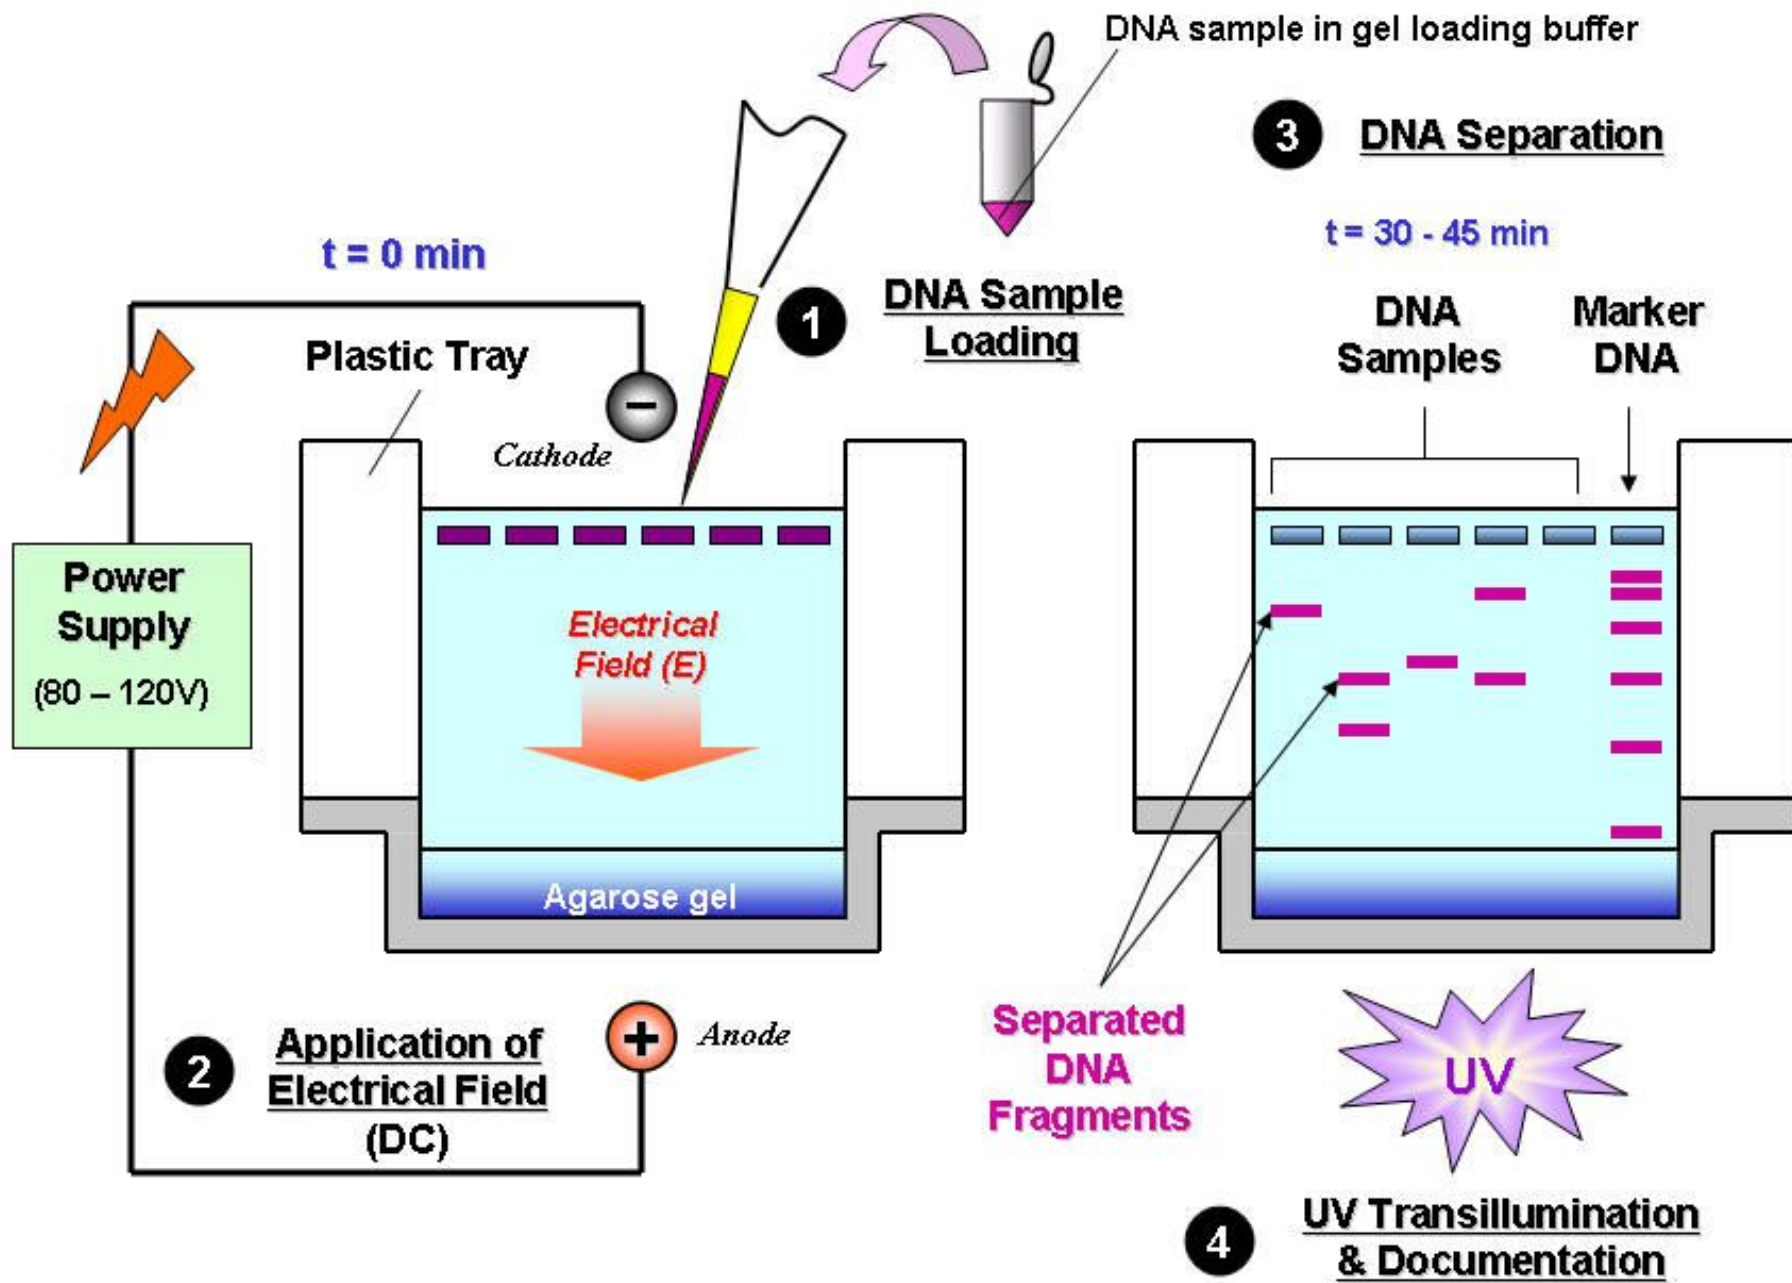 DNA sample in gel loading buffer
3 DNA Separation
t = 0 min
t = 30 - 45 min
1 DNA Sample
Loading
Plastic Tray
−
Cathode
DNA
Samples
Marker
DNA
Power
Supply
(80 – 120V)
Electrical
Field (E)
Agarose gel
+
Anode
2 Application of
Electrical Field
(DC)
Separated
DNA
Fragments
UV
4 UV Transillumination
& Documentation